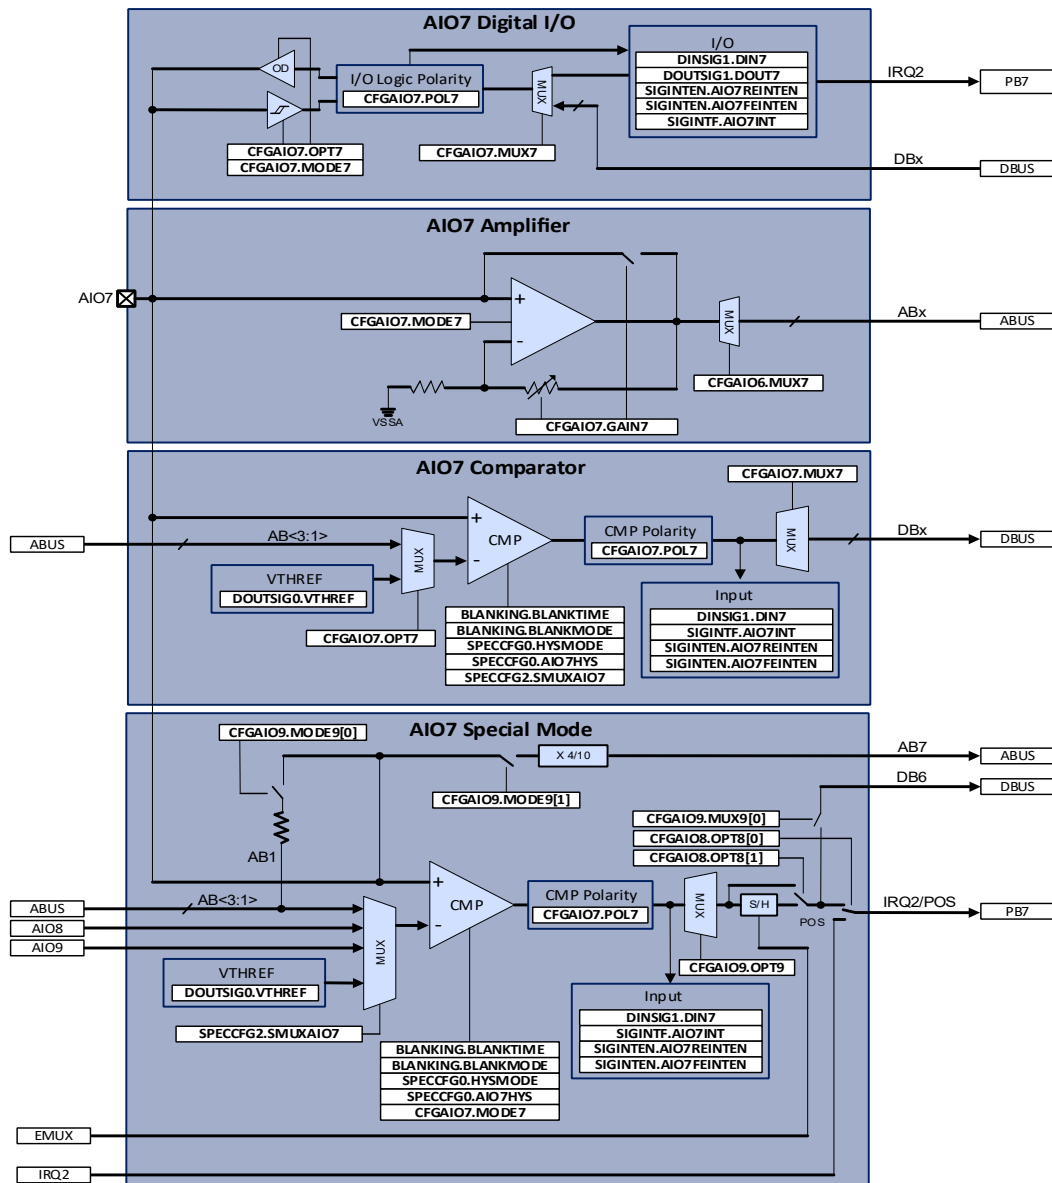 AIO7 Digital I/O
OD
I/O Logic Polarity
CFGAIO7.POL7
MUX
I/O
DINSIG1.DIN7
DOUTSIG1.DOUT7
SIGINTEN.AIO7REINTEN
SIGINTEN.AIO7FEINTEN
SIGINTF.AIO7INT
IRQ2
PB7
CFGAIO7.OPT7
CFGAIO7.MODE7
CFGAIO7.MUX7
DBx
DBUS
AIO7 Amplifier
AIO7
+
CFGAIO7.MODE7
-
MUX
ABx
ABUS
CFGAIO6.MUX7
VSSA
CFGAIO7.GAIN7
AIO7 Comparator
CFGAIO7.MUX7
+
CMP
-
CMP Polarity
CFGAIO7.POL7
MUX
DBx
DBUS
ABUS
AB<3:1>
MUX
VTHREF
DOUTSIG0.VTHREF
CFGAIO7.OPT7
BLANKING.BLANKTIME
BLANKING.BLANKMODE
SPECCFG0.HYSMODE
SPECCFG0.AIO7HYS
SPECCFG2.SMUXAIO7
Input
DINSIG1.DIN7
SIGINTF.AIO7INT
SIGINTEN.AIO7REINTEN
SIGINTEN.AIO7FEINTEN
AIO7 Special Mode
CFGAIO9.MODE9[0]
X 4/10
AB7
ABUS
CFGAIO9.MODE9[1]
DB6
DBUS
CFGAIO9.MUX9[0]
CFGAIO8.OPT8[0]
CFGAIO8.OPT8[1]
AB1
+
CMP
-
CMP Polarity
CFGAIO7.POL7
MUX
S/H
POS
IRQ2/POS
PB7
ABUS
AB<3:1>
AIO8
AIO9
MUX
VTHREF
DOUTSIG0.VTHREF
CFGAIO9.OPT9
SPECCFG2.SMUXAIO7
Input
DINSIG1.DIN7
SIGINTF.AIO7INT
SIGINTEN.AIO7REINTEN
SIGINTEN.AIO7FEINTEN
BLANKING.BLANKTIME
BLANKING.BLANKMODE
SPECCFG0.HYSMODE
SPECCFG0.AIO7HYS
CFGAIO7.MODE7
EMUX
IRQ2